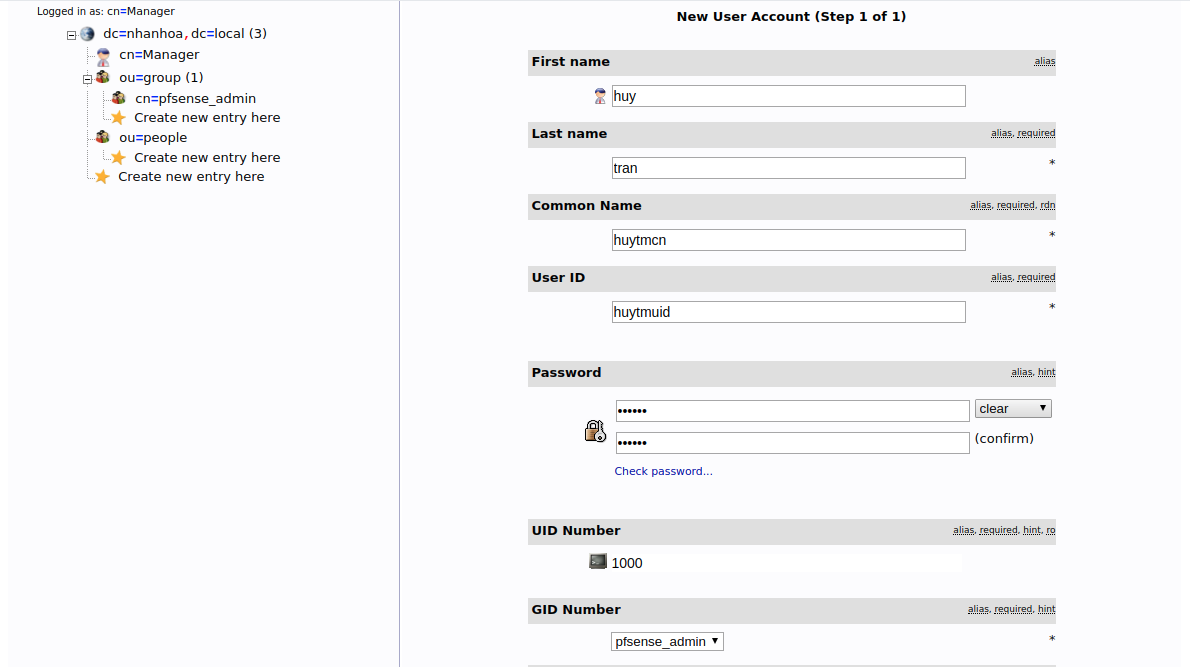 Logged in as: cn=Manager
dc=nhanhoa,dc=local (3)
cn=Manager
ou=group (1)
cn=pfsense_admin
Create new entry here
ou=people
Create new entry here
Create new entry here
New User Account (Step 1 of 1)
First name alias
huy
Last name alias, required
tran *
Common Name alias, required, rdn
huytmcn *
User ID alias, required
huytmuid *
Password alias, hint
•••••• clear
•••••• (confirm)
Check password...
UID Number alias, required, hint, ro
1000
GID Number alias, required, hint
pfsense_admin *